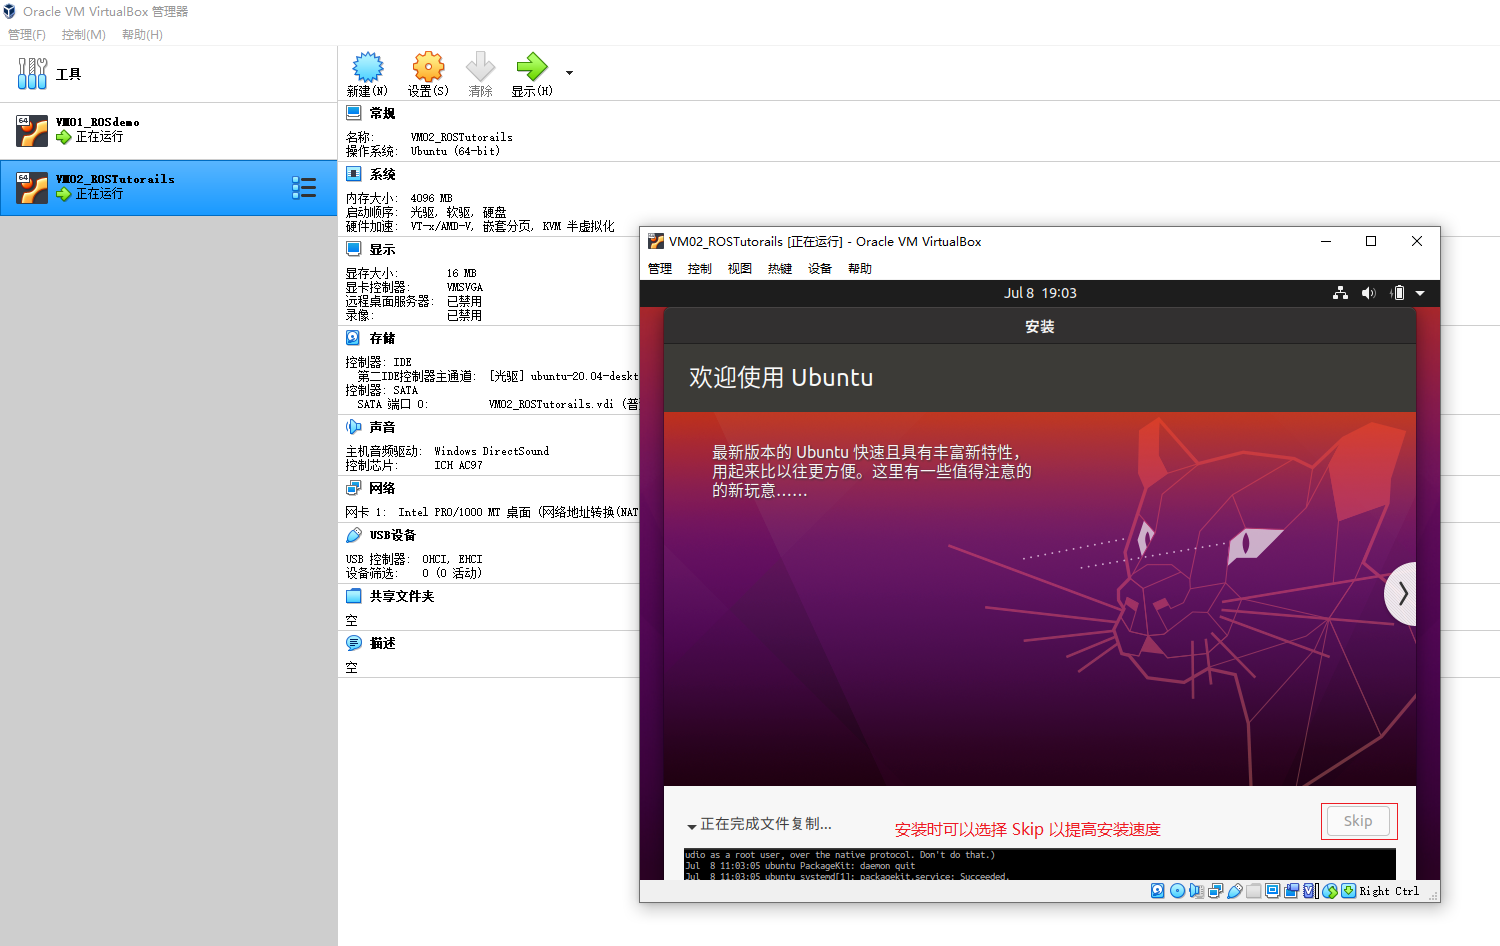 Oracle VM VirtualBox 管理器
管理(F) 控制(M) 帮助(H)
工具
64
VM01_ROSdemo
正在运行
64
VM02_ROSTutorails
正在运行
新建(N) 设置(S) 清除 显示(H)
常规
名称: VM02_ROSTutorails
操作系统: Ubuntu (64-bit)
系统
内存大小: 4096 MB
启动顺序: 光驱, 软驱, 硬盘
硬件加速: VT-x/AMD-V, 嵌套分页, KVM 半虚拟化
显示
显存大小: 16 MB
显卡控制器: VMSVGA
远程桌面服务器: 已禁用
录像: 已禁用
存储
控制器: IDE
第二IDE控制器主通道: [光驱] ubuntu-20.04-deskt
控制器: SATA
SATA 端口 0: VM02_ROSTutorails.vdi (普
声音
主机音频驱动: Windows DirectSound
控制芯片: ICH AC97
网络
网卡 1: Intel PRO/1000 MT 桌面 (网络地址转换(NAT
USB设备
USB 控制器: OHCI, EHCI
设备筛选: 0 (0 活动)
共享文件夹
空
描述
空
VM02_ROSTutorails [正在运行] - Oracle VM VirtualBox
管理 控制 视图 热键 设备 帮助
Jul 8 19:03
安装
欢迎使用 Ubuntu
最新版本的 Ubuntu 快速且具有丰富新特性，
用起来比以往更方便。这里有一些值得注意的
的新玩意……
正在完成文件复制...
安装时可以选择 Skip 以提高安装速度
Skip
udio as a root user, over the native protocol. Don't do that.)
Jul 8 11:03:05 ubuntu PackageKit: daemon quit
Jul 8 11:03:05 ubuntu systemd[1]: packagekit.service: Succeeded.
Right Ctrl